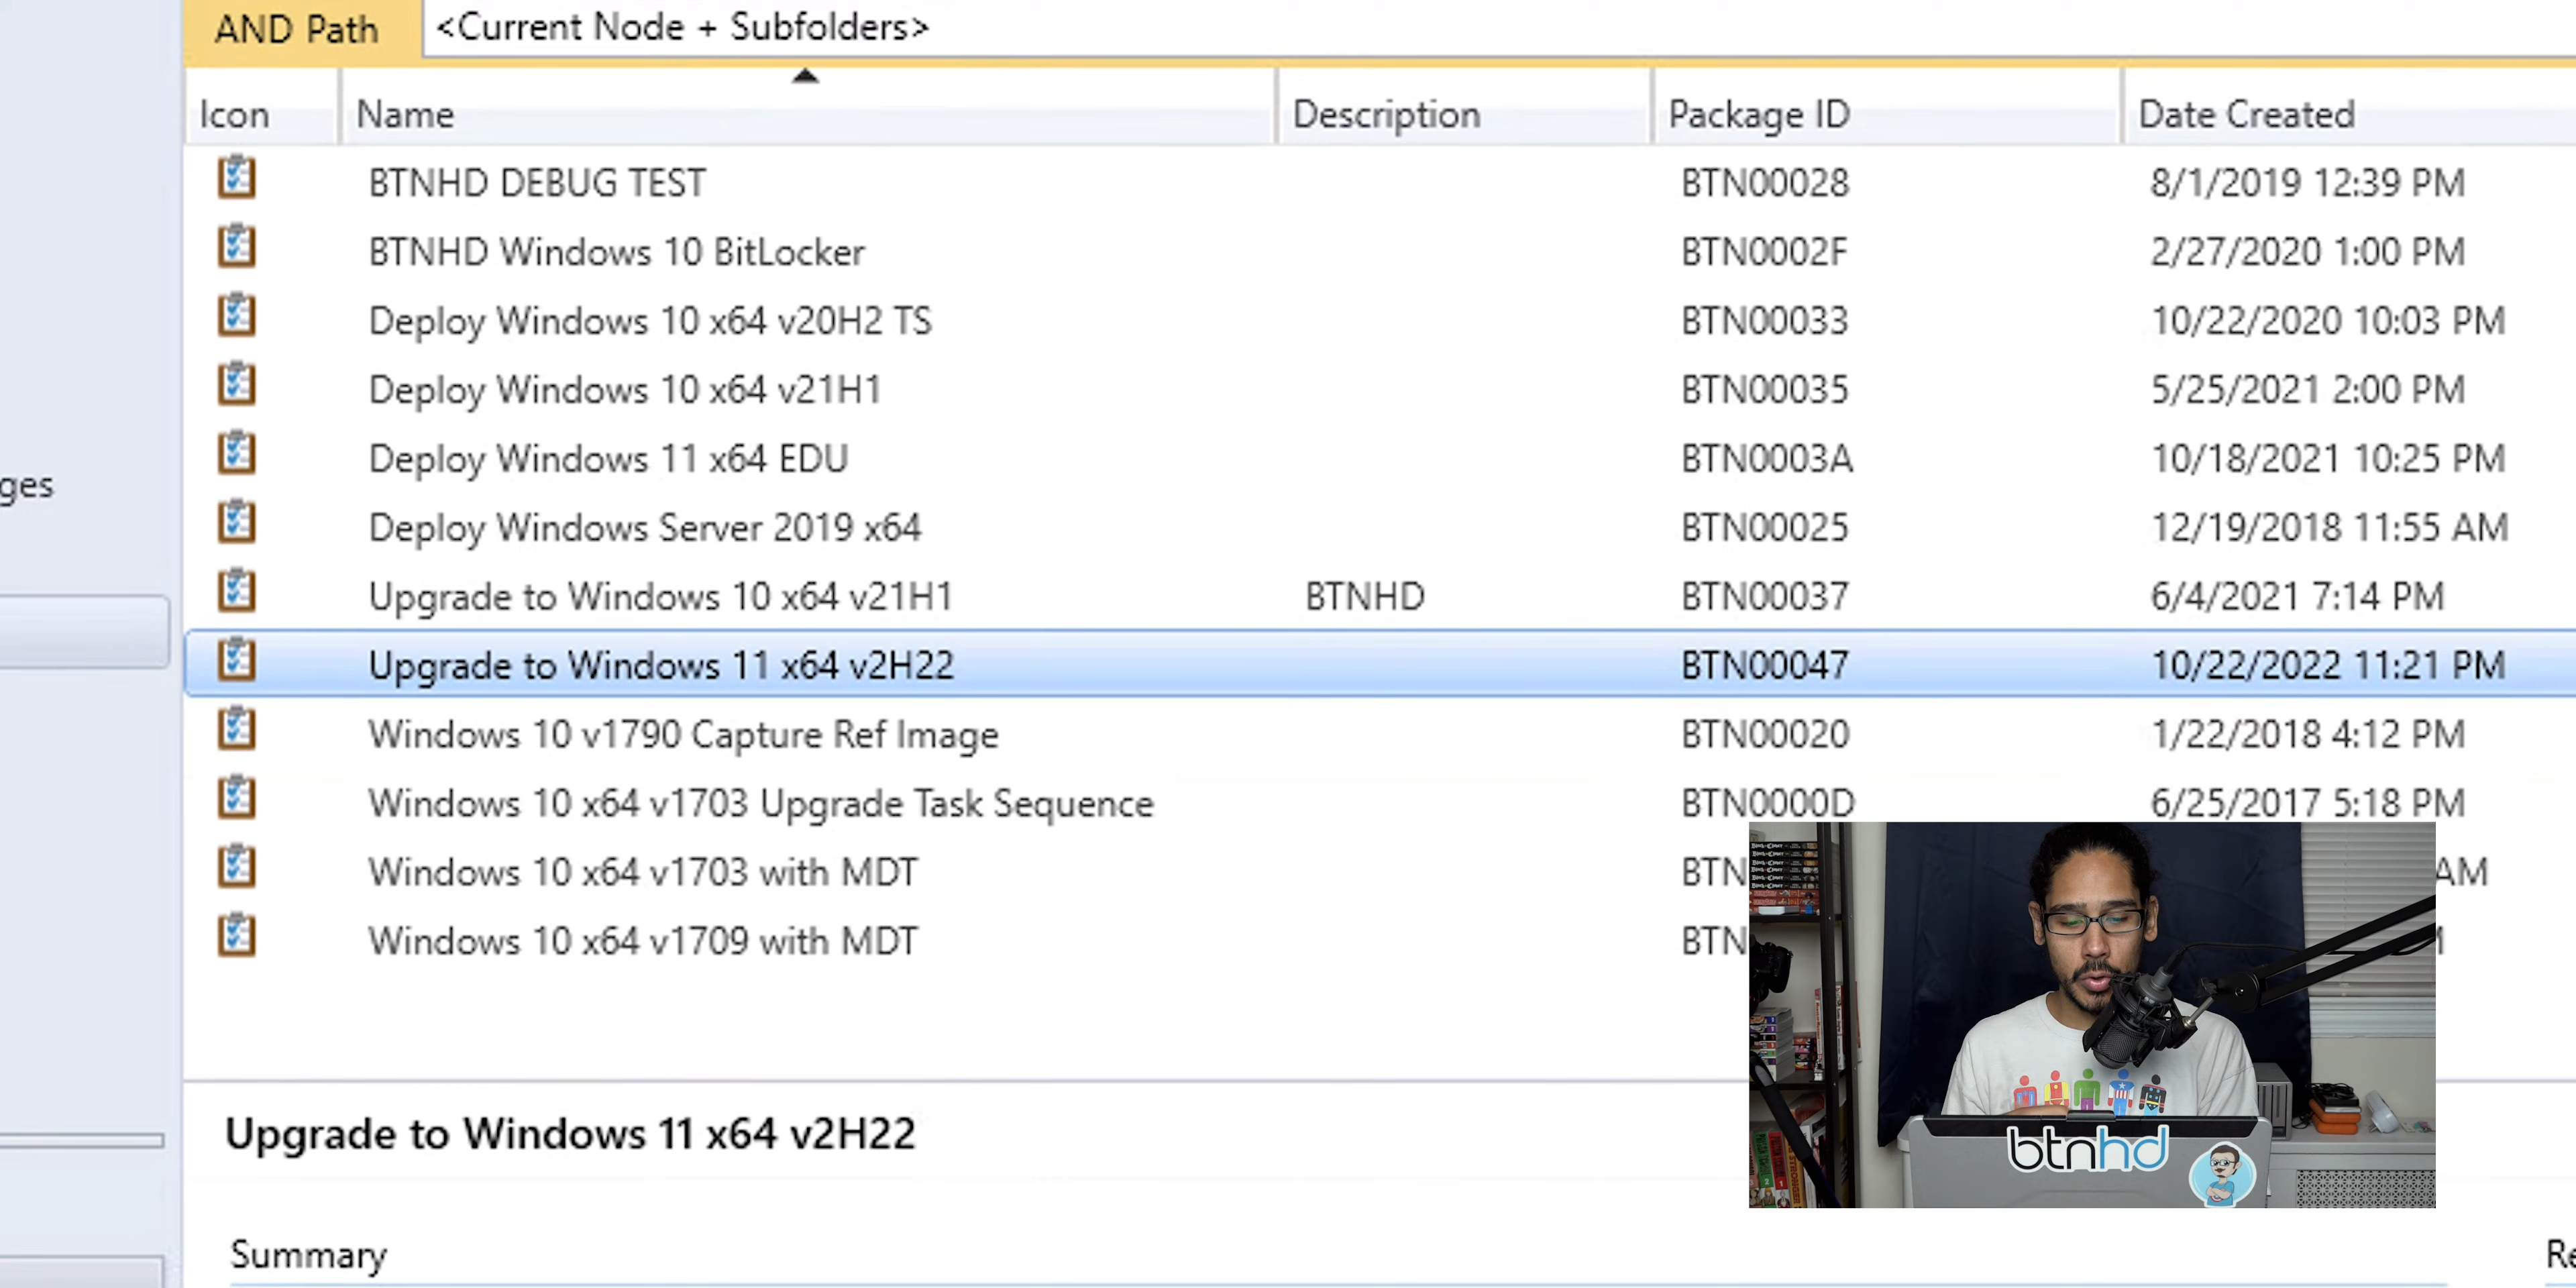 AND Path <Current Node + Subfolders>
Icon Name Description Package ID Date Created
BTNHD DEBUG TEST BTN00028 8/1/2019 12:39 PM
BTNHD Windows 10 BitLocker BTN0002F 2/27/2020 1:00 PM
Deploy Windows 10 x64 v20H2 TS BTN00033 10/22/2020 10:03 PM
Deploy Windows 10 x64 v21H1 BTN00035 5/25/2021 2:00 PM
Deploy Windows 11 x64 EDU BTN0003A 10/18/2021 10:25 PM
ges
Deploy Windows Server 2019 x64 BTN00025 12/19/2018 11:55 AM
Upgrade to Windows 10 x64 v21H1 BTNHD BTN00037 6/4/2021 7:14 PM
Upgrade to Windows 11 x64 v2H22 BTN00047 10/22/2022 11:21 PM
Windows 10 v1790 Capture Ref Image BTN00020 1/22/2018 4:12 PM
Windows 10 x64 v1703 Upgrade Task Sequence BTN0000D 6/25/2017 5:18 PM
Windows 10 x64 v1703 with MDT BTN AM
Windows 10 x64 v1709 with MDT BTN
Upgrade to Windows 11 x64 v2H22
btnhd
Summary Re